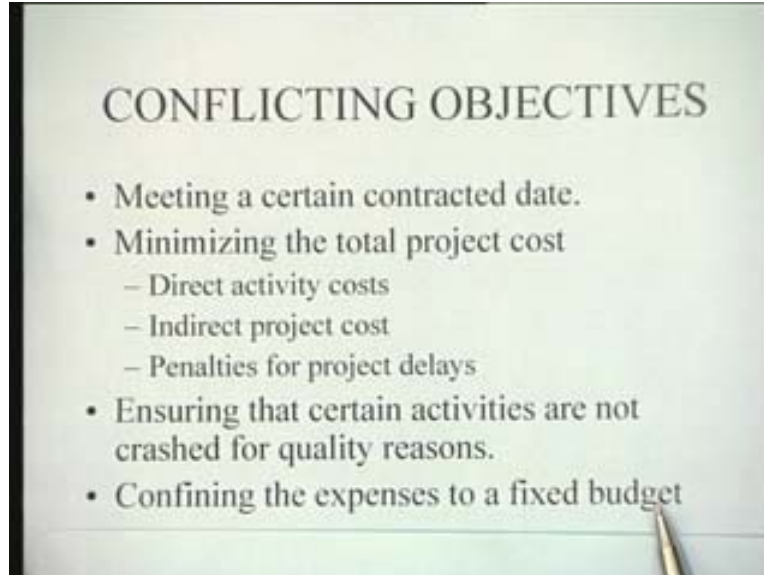 CONFLICTING OBJECTIVES
• Meeting a certain contracted date.
• Minimizing the total project cost
– Direct activity costs
– Indirect project cost
– Penalties for project delays
• Ensuring that certain activities are not
crashed for quality reasons.
• Confining the expenses to a fixed budget